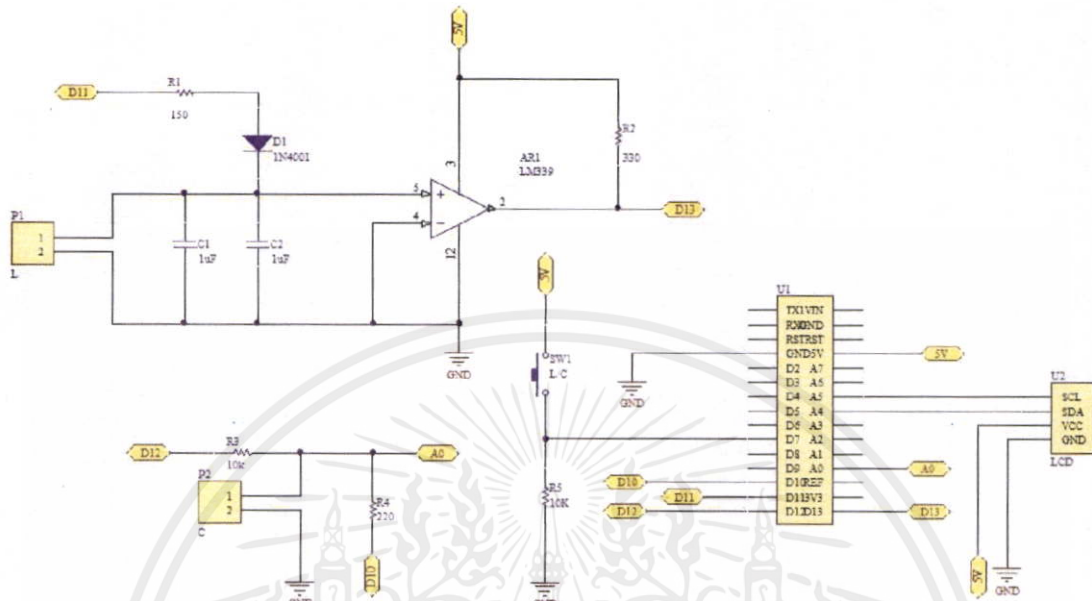 5V
D11
R1
150
D1
1N4001
R2
330
AR1
LM339
3
5
4
2
12
D13
P1
1
2
L
C1
1uF
C2
1uF
GND
5V
SW1
L/C
GND
R5
10K
GND
D12
R3
10k
A0
P2
1
2
C
R4
220
GND
D10
U1
TX1 VIN
RX0 GND
RST RST
GND 5V
D2 A7
D3 A6
D4 A5
D5 A4
D6 A3
D7 A2
D8 A1
D9 A0
D10 REF
D11 3V3
D12 D13
5V
A0
D13
D10
D11
D12
U2
SCL
SDA
VCC
GND
LCD
5V
GND